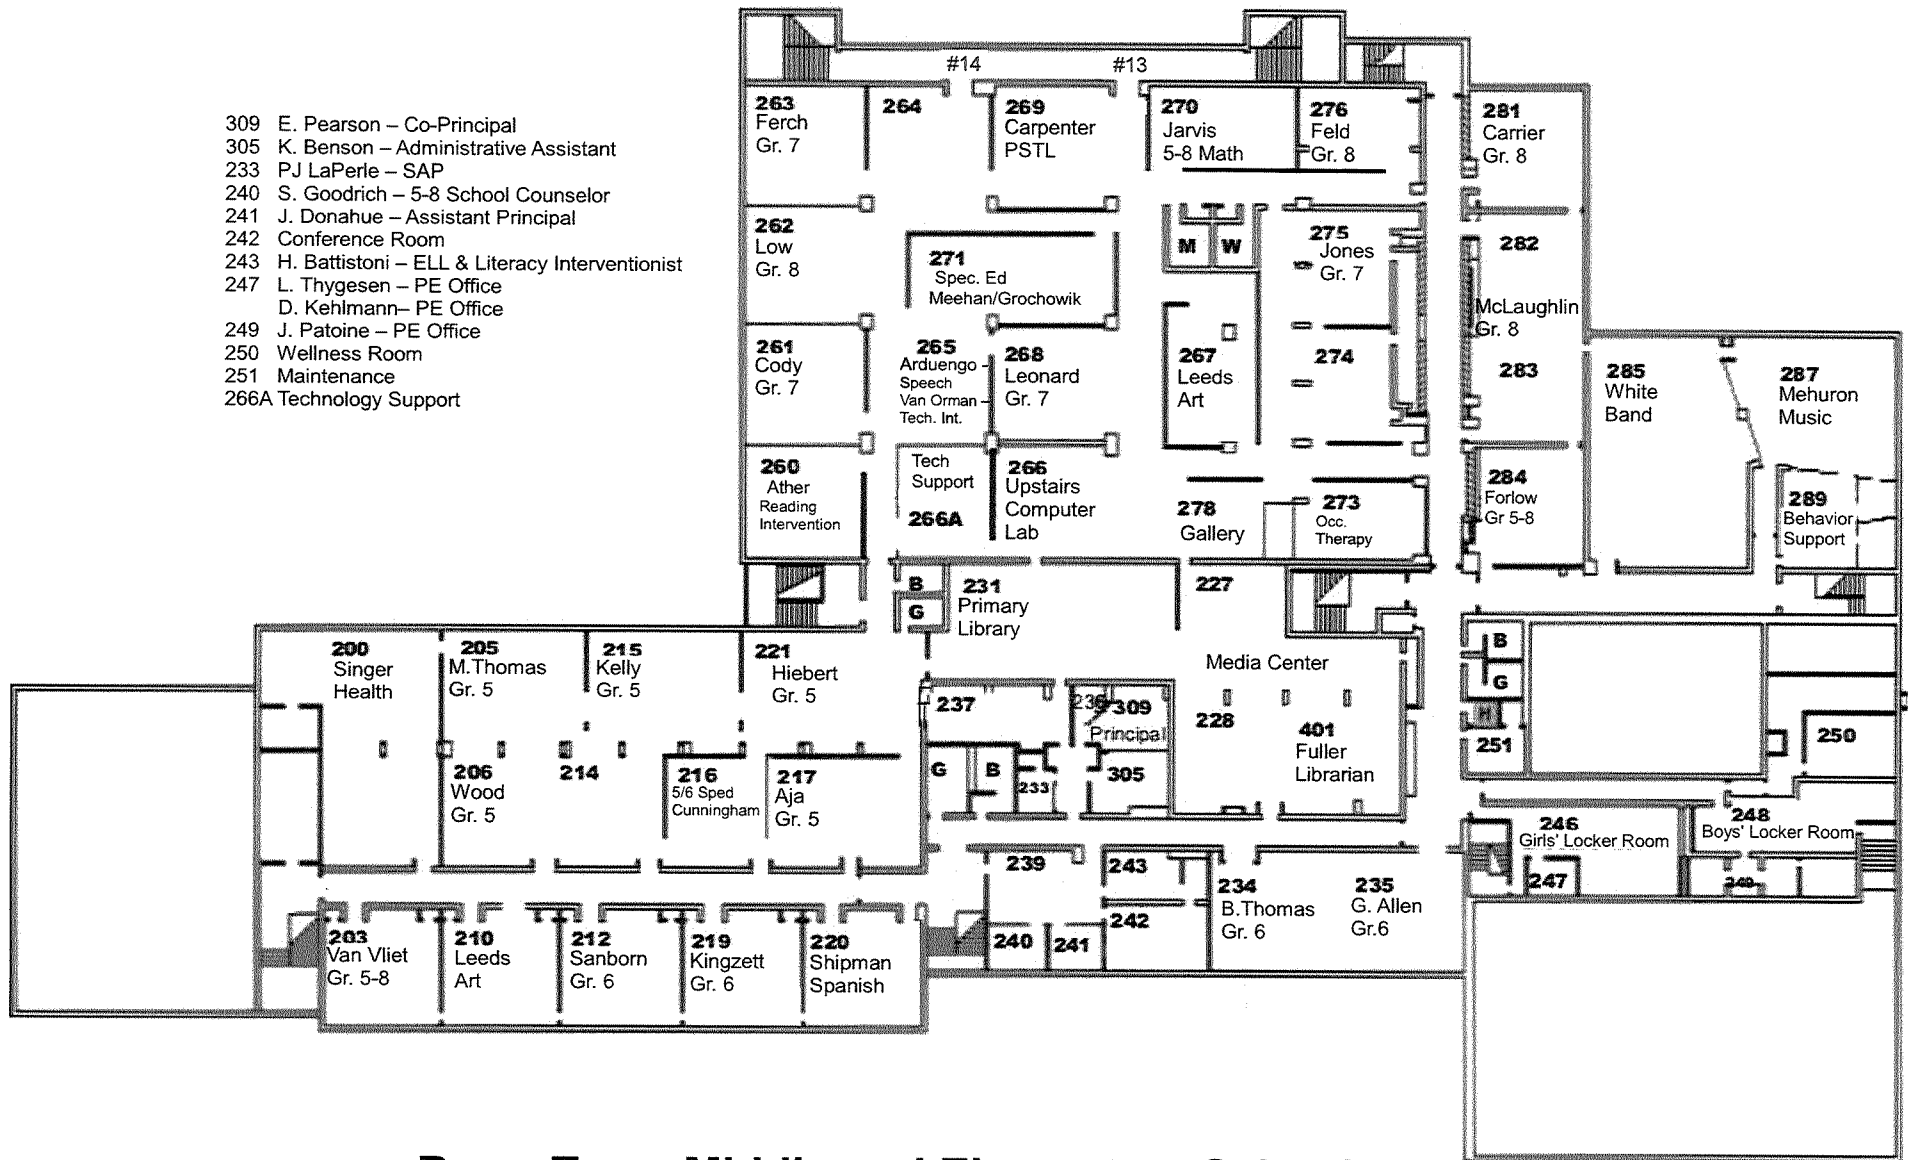 #14
#13
309 E. Pearson – Co-Principal
305 K. Benson – Administrative Assistant
233 PJ LaPerle – SAP
240 S. Goodrich – 5-8 School Counselor
241 J. Donahue – Assistant Principal
242 Conference Room
243 H. Battistoni – ELL & Literacy Interventionist
247 L. Thygesen – PE Office
D. Kehlmann– PE Office
249 J. Patoine – PE Office
250 Wellness Room
251 Maintenance
266A Technology Support
263
Ferch
Gr. 7
264
269
Carpenter
PSTL
270
Jarvis
5-8 Math
276
Feld
Gr. 8
281
Carrier
Gr. 8
262
Low
Gr. 8
271
Spec. Ed
Meehan/Grochowik
M
W
275
Jones
Gr. 7
282
McLaughlin
Gr. 8
283
261
Cody
Gr. 7
265
Arduengo -
Speech
Van Orman –
Tech. Int.
268
Leonard
Gr. 7
267
Leeds
Art
274
285
White
Band
287
Mehuron
Music
260
Ather
Reading
Intervention
Tech
Support
266A
266
Upstairs
Computer
Lab
278
Gallery
273
Occ.
Therapy
284
Forlow
Gr 5-8
289
Behavior
Support
B
G
231
Primary
Library
227
Media Center
200
Singer
Health
205
M.Thomas
Gr. 5
215
Kelly
Gr. 5
221
Hiebert
Gr. 5
237
309
Principal
228
401
Fuller
Librarian
B
G
H
251
250
206
Wood
Gr. 5
214
216
5/6 Sped
Cunningham
217
Aja
Gr. 5
G
B
233
305
246
Girls' Locker Room
248
Boys' Locker Room
247
249
239
243
234
B.Thomas
Gr. 6
235
G. Allen
Gr.6
242
240
241
203
Van Vliet
Gr. 5-8
210
Leeds
Art
212
Sanborn
Gr. 6
219
Kingzett
Gr. 6
220
Shipman
Spanish